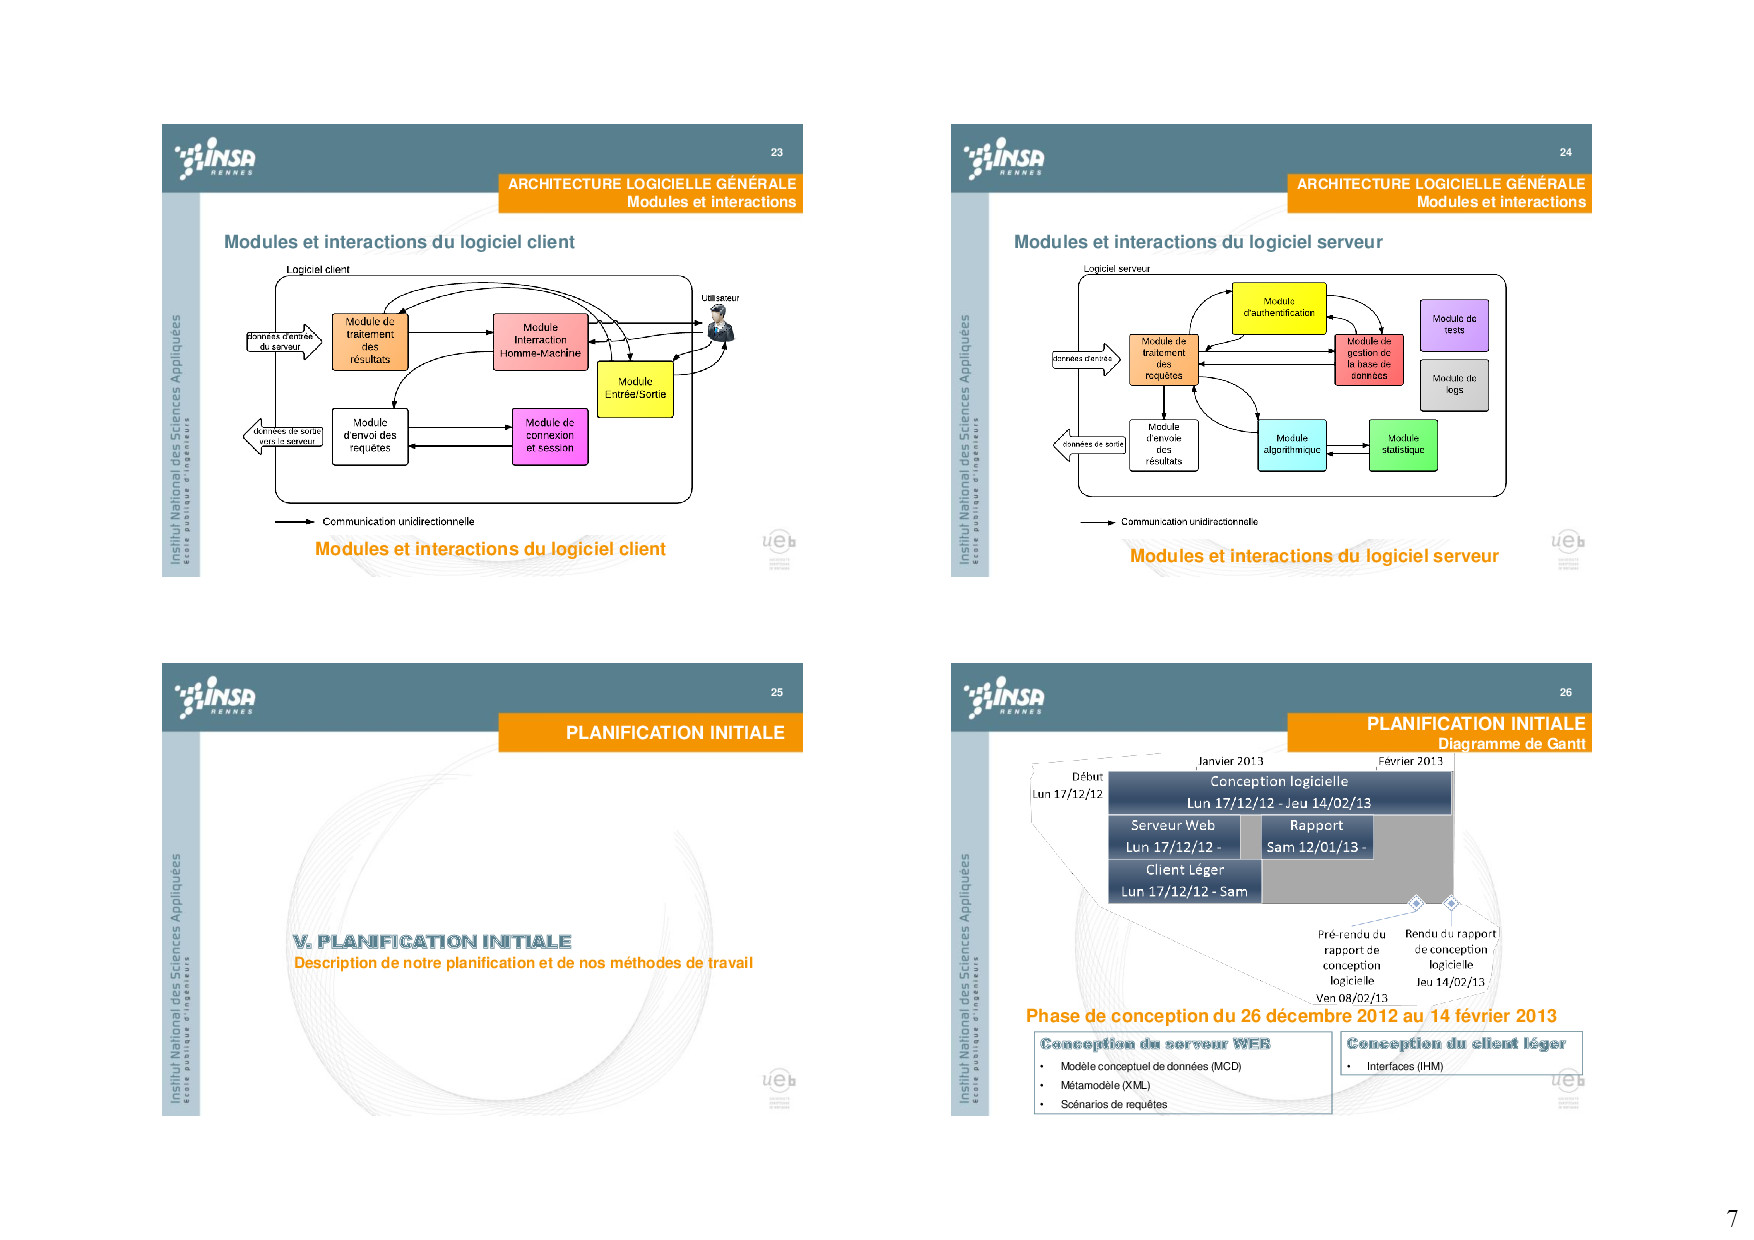 INSA
RENNES
23
ARCHITECTURE LOGICIELLE GÉNÉRALE
Modules et interactions
Institut National des Sciences Appliquées
Ecole publique d'ingénieurs
Modules et interactions du logiciel client
Logiciel client
Utilisateur
données d'entrée
du serveur
Module de
traitement
des
résultats
Module
Interraction
Homme-Machine
Module
Entrée/Sortie
données de sortie
vers le serveur
Module
d'envoi des
requêtes
Module de
connexion
et session
Communication unidirectionnelle
Modules et interactions du logiciel client
ueb
INSA
RENNES
24
ARCHITECTURE LOGICIELLE GÉNÉRALE
Modules et interactions
Institut National des Sciences Appliquées
Ecole publique d'ingénieurs
Modules et interactions du logiciel serveur
Logiciel serveur
Module
d'authentification
Module de
tests
données d'entrée
Module de
traitement
des
requêtes
Module de
gestion de
la base de
données
Module de
logs
données de sortie
Module
d'envoie
des
résultats
Module
algorithmique
Module
statistique
Communication unidirectionnelle
Modules et interactions du logiciel serveur
ueb
INSA
RENNES
25
PLANIFICATION INITIALE
Institut National des Sciences Appliquées
Ecole publique d'ingénieurs
V. PLANIFICATION INITIALE
Description de notre planification et de nos méthodes de travail
ueb
INSA
RENNES
26
PLANIFICATION INITIALE
Diagramme de Gantt
Institut National des Sciences Appliquées
Ecole publique d'ingénieurs
Janvier 2013
Février 2013
Début
Lun 17/12/12
Conception logicielle
Lun 17/12/12 - Jeu 14/02/13
Serveur Web
Lun 17/12/12 -
Rapport
Sam 12/01/13 -
Client Léger
Lun 17/12/12 - Sam
Pré-rendu du
rapport de
conception
logicielle
Ven 08/02/13
Rendu du rapport
de conception
logicielle
Jeu 14/02/13
Phase de conception du 26 décembre 2012 au 14 février 2013
Conception du serveur WEB
• Modèle conceptuel de données (MCD)
• Métamodèle (XML)
• Scénarios de requêtes
Conception du client léger
• Interfaces (IHM)
ueb
7